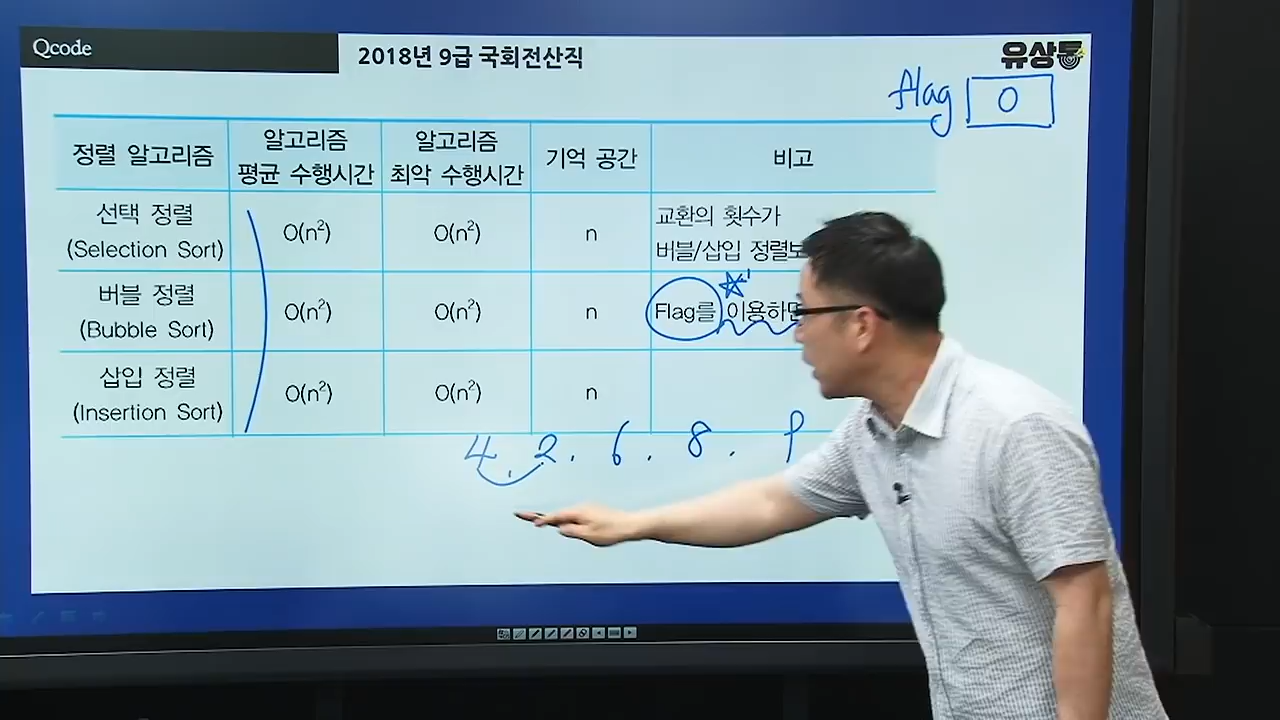 Qcode
2018년 9급 국회전산직
유상통
flag 0
정렬 알고리즘
알고리즘
평균 수행시간
알고리즘
최악 수행시간
기억 공간
비고
선택 정렬
(Selection Sort)
O(n²)
O(n²)
n
교환의 횟수가
버블/삽입 정렬보
버블 정렬
(Bubble Sort)
O(n²)
O(n²)
n
Flag를 이용하면
삽입 정렬
(Insertion Sort)
O(n²)
O(n²)
n
4 . 2 . 6 . 8 .